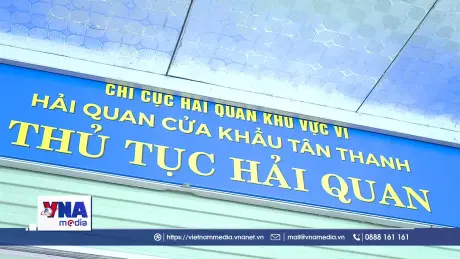 CHI CỤC HẢI QUAN KHU VỰC VI
HẢI QUAN CỬA KHẨU TÂN THANH
THỦ TỤC HẢI QUAN
VNA
media
https://vietnammedia.vnanet.vn/
mail@vnamedia.vn
0888 161 161